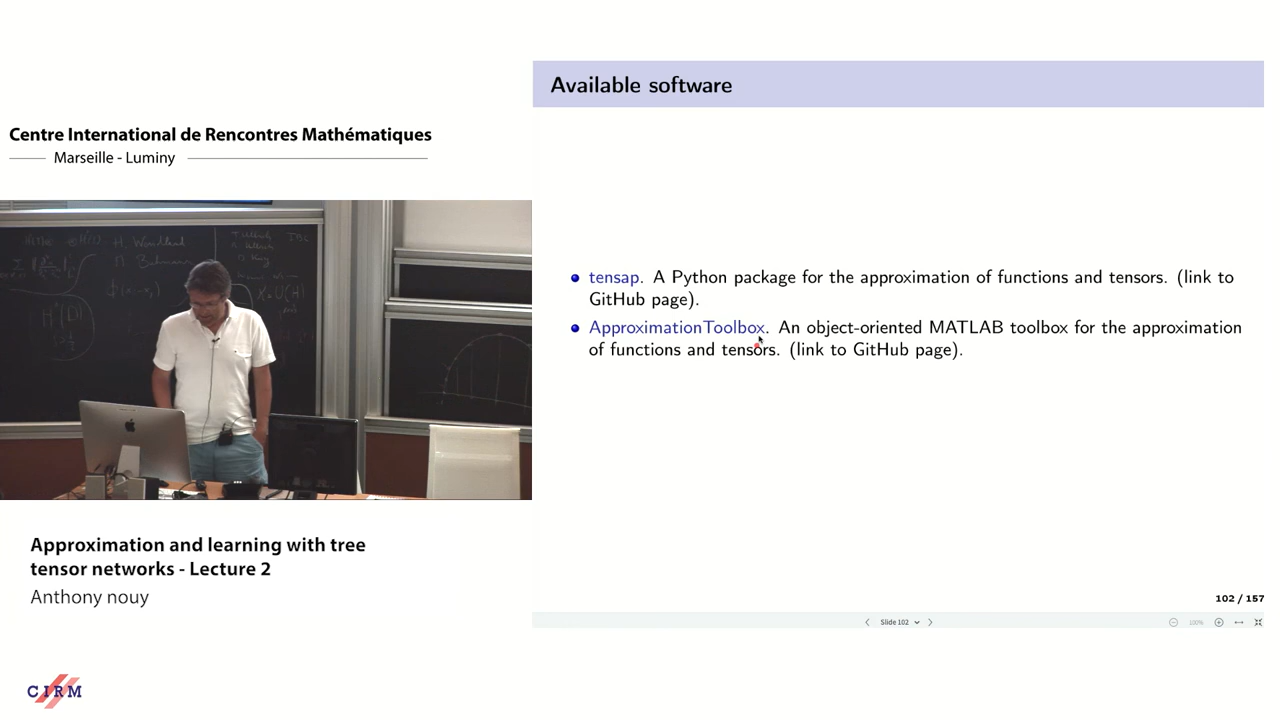 Centre International de Rencontres Mathématiques
Marseille - Luminy
Available software
tensap. A Python package for the approximation of functions and tensors. (link to
GitHub page).
ApproximationToolbox. An object-oriented MATLAB toolbox for the approximation
of functions and tensors. (link to GitHub page).
102 / 157
Slide 102
100%
Approximation and learning with tree
tensor networks - Lecture 2
Anthony nouy
CIRM